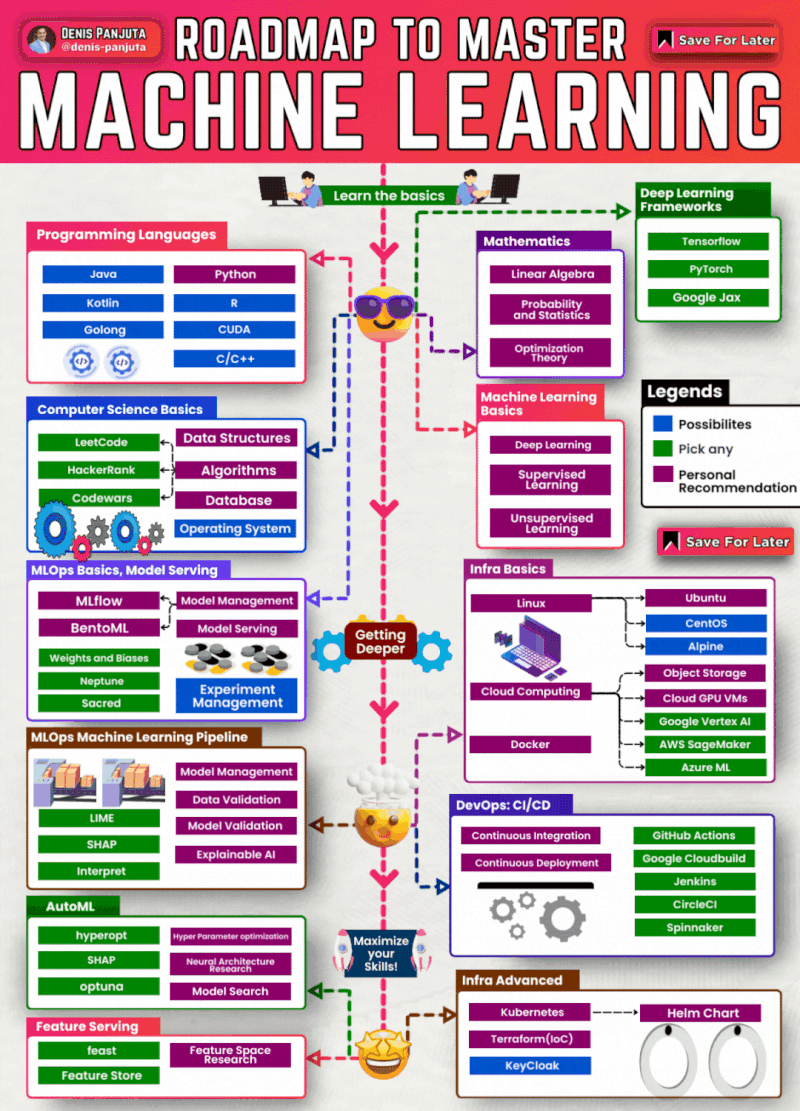 DENIS PANJUTA
@denis-panjuta
ROADMAP TO MASTER
Save For Later
MACHINE LEARNING
Learn the basics
Deep Learning
Frameworks
Tensorflow
PyTorch
Google Jax
Programming Languages
Java
Python
Kotlin
R
Golong
CUDA
C/C++
Mathematics
Linear Algebra
Probability
and Statistics
Optimization
Theory
Machine Learning
Basics
Deep Learning
Supervised
Learning
Unsupervised
Learning
Legends
Possibilites
Pick any
Personal
Recommendation
Save For Later
Computer Science Basics
LeetCode
Data Structures
HackerRank
Algorithms
Codewars
Database
Operating System
MLOps Basics, Model Serving
MLflow
Model Management
BentoML
Model Serving
Weights and Biases
Neptune
Experiment
Management
Sacred
Getting
Deeper
Infra Basics
Linux
Ubuntu
CentOS
Alpine
Cloud Computing
Object Storage
Cloud GPU VMs
Google Vertex AI
Docker
AWS SageMaker
Azure ML
MLOps Machine Learning Pipeline
Model Management
Data Validation
LIME
Model Validation
SHAP
Explainable AI
Interpret
DevOps: CI/CD
Continuous Integration
GitHub Actions
Continuous Deployment
Google Cloudbuild
Jenkins
CircleCI
Spinnaker
AutoML
hyperopt
Hyper Parameter optimization
SHAP
Neural Architecture
Research
optuna
Model Search
Maximize
your
Skills!
Infra Advanced
Kubernetes
Helm Chart
Terraform(IoC)
KeyCloak
Feature Serving
feast
Feature Space
Research
Feature Store